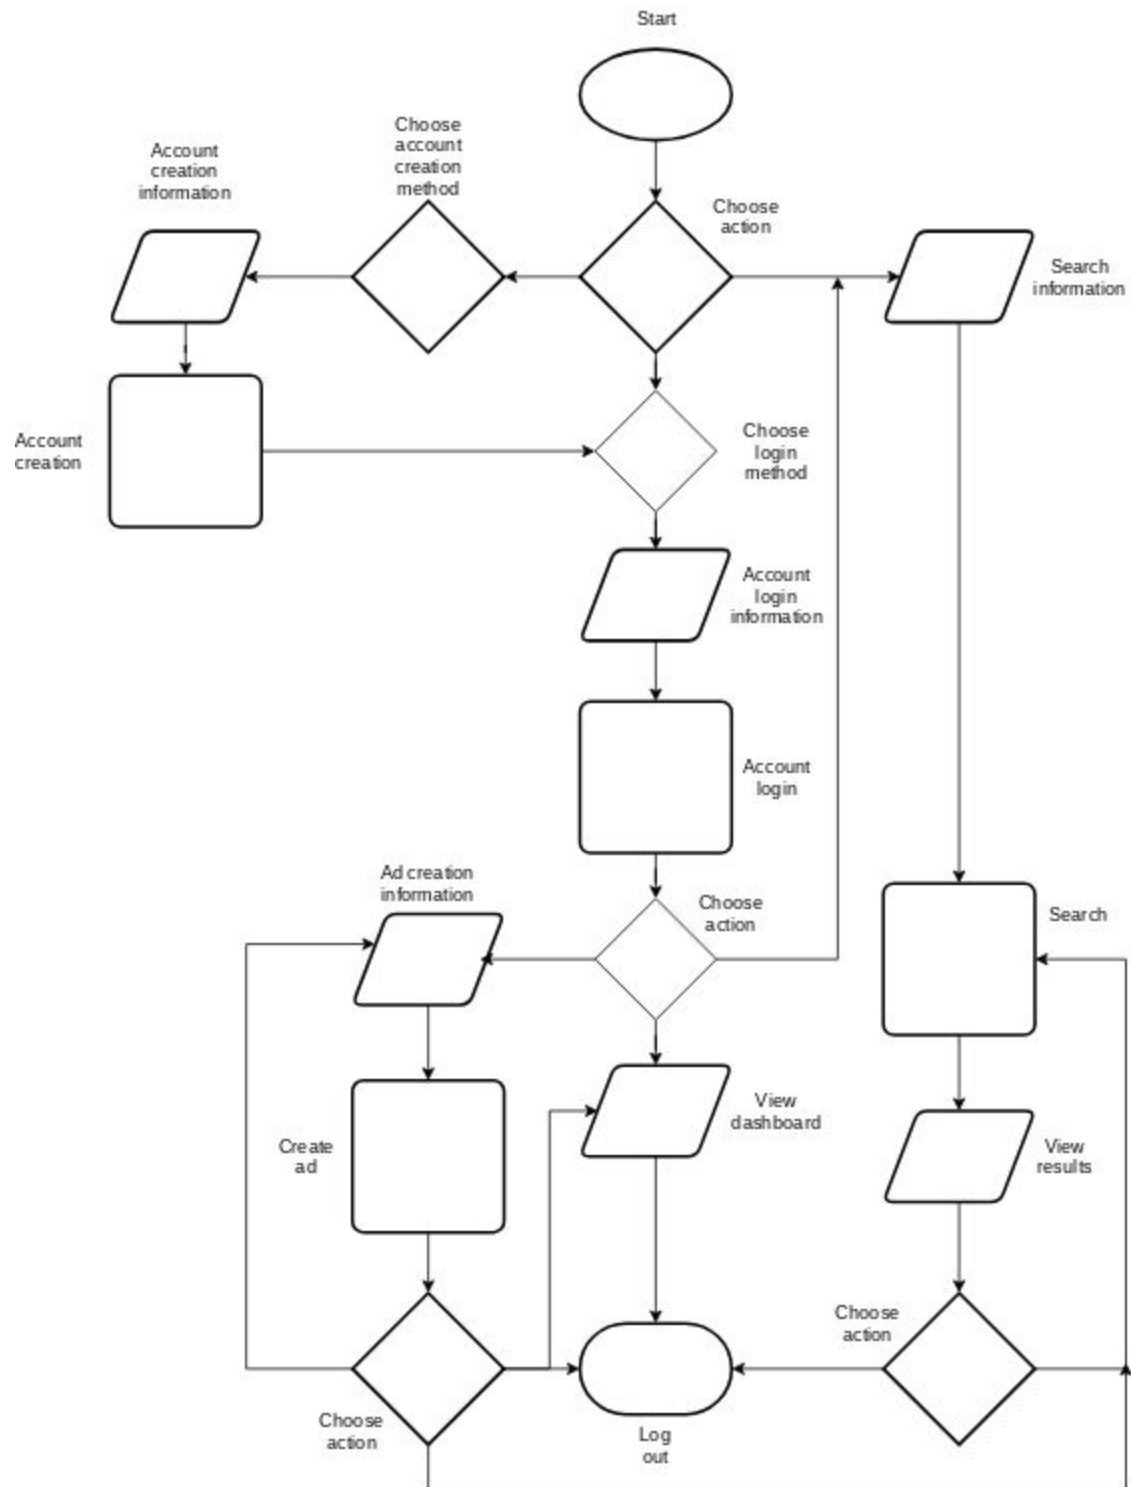 Start
Choose
account
creation
method
Account
creation
information
Choose
action
Search
information
Account
creation
Choose
login
method
Account
login
information
Account
login
Ad creation
information
Choose
action
Search
View
dashboard
Create
ad
View
results
Choose
action
Choose
action
Log
out